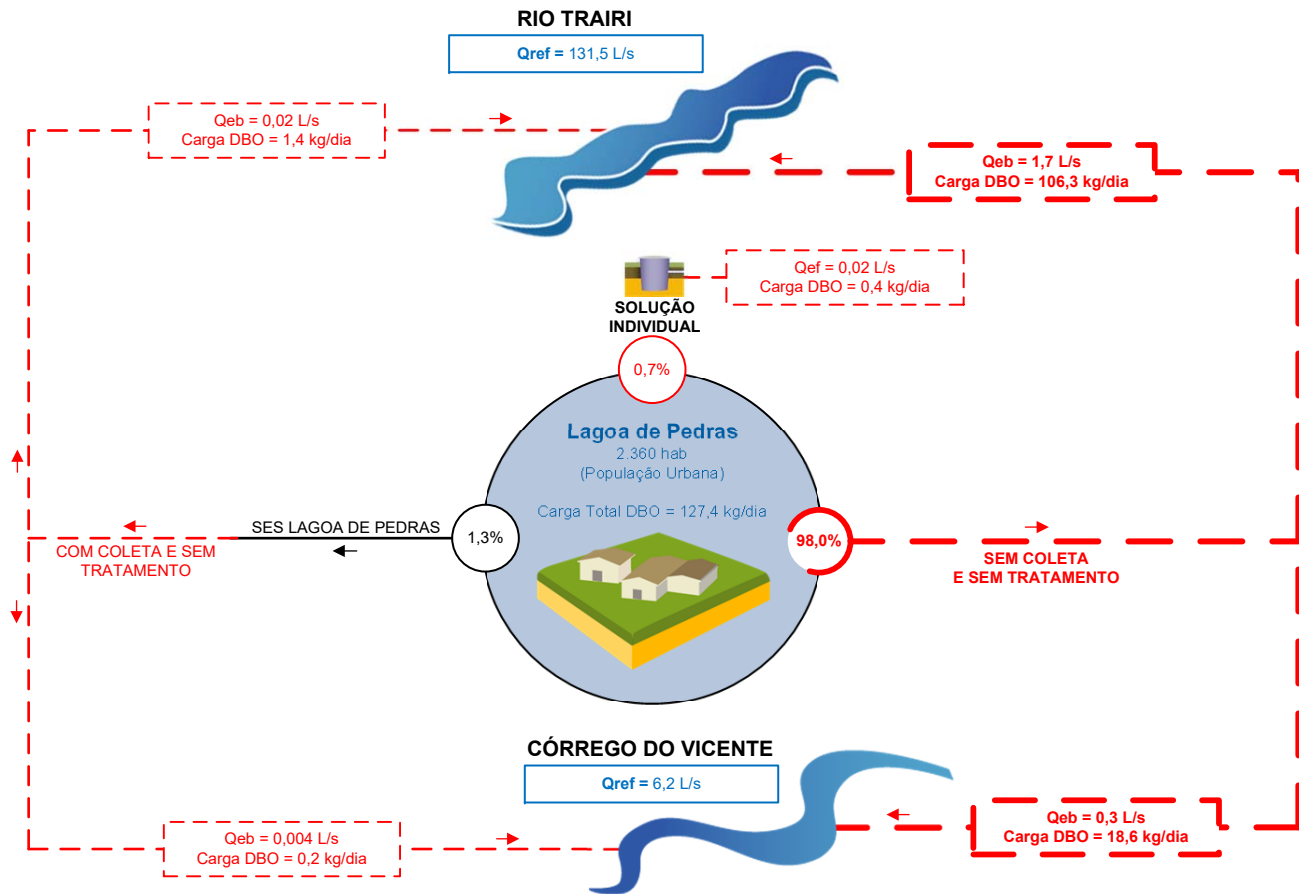 RIO TRAIRI
Qref = 131,5 L/s
Qeb = 0,02 L/s
Carga DBO = 1,4 kg/dia
Qeb = 1,7 L/s
Carga DBO = 106,3 kg/dia
Qef = 0,02 L/s
Carga DBO = 0,4 kg/dia
SOLUÇÃO
INDIVIDUAL
0,7%
Lagoa de Pedras
2.360 hab
(População Urbana)
Carga Total DBO = 127,4 kg/dia
SES LAGOA DE PEDRAS
1,3%
98,0%
COM COLETA E SEM
TRATAMENTO
SEM COLETA
E SEM TRATAMENTO
CÓRREGO DO VICENTE
Qref = 6,2 L/s
Qeb = 0,004 L/s
Carga DBO = 0,2 kg/dia
Qeb = 0,3 L/s
Carga DBO = 18,6 kg/dia